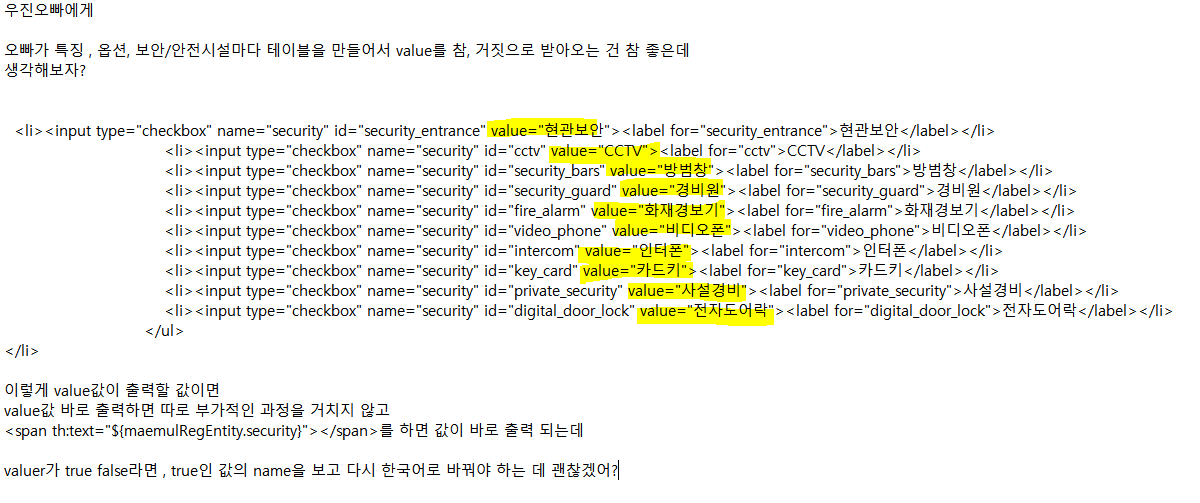 우진오빠에게
오빠가 특징 , 옵션, 보안/안전시설마다 테이블을 만들어서 value를 참, 거짓으로 받아오는 건 참 좋은데
생각해보자?
<li><input type="checkbox" name="security" id="security_entrance" value="현관보안"><label for="security_entrance">현관보안</label></li>
<li><input type="checkbox" name="security" id="cctv" value="CCTV"><label for="cctv">CCTV</label></li>
<li><input type="checkbox" name="security" id="security_bars" value="방범창"><label for="security_bars">방범창</label></li>
<li><input type="checkbox" name="security" id="security_guard" value="경비원"><label for="security_guard">경비원</label></li>
<li><input type="checkbox" name="security" id="fire_alarm" value="화재경보기"><label for="fire_alarm">화재경보기</label></li>
<li><input type="checkbox" name="security" id="video_phone" value="비디오폰"><label for="video_phone">비디오폰</label></li>
<li><input type="checkbox" name="security" id="intercom" value="인터폰"><label for="intercom">인터폰</label></li>
<li><input type="checkbox" name="security" id="key_card" value="카드키"><label for="key_card">카드키</label></li>
<li><input type="checkbox" name="security" id="private_security" value="사설경비"><label for="private_security">사설경비</label></li>
<li><input type="checkbox" name="security" id="digital_door_lock" value="전자도어락"><label for="digital_door_lock">전자도어락</label></li>
</ul>
</li>
이렇게 value값이 출력할 값이면
value값 바로 출력하면 따로 부가적인 과정을 거치지 않고
<span th:text="${maemulRegEntity.security}"></span>를 하면 값이 바로 출력 되는데
valuer가 true false라면 , true인 값의 name을 보고 다시 한국어로 바꿔야 하는 데 괜찮겠어?